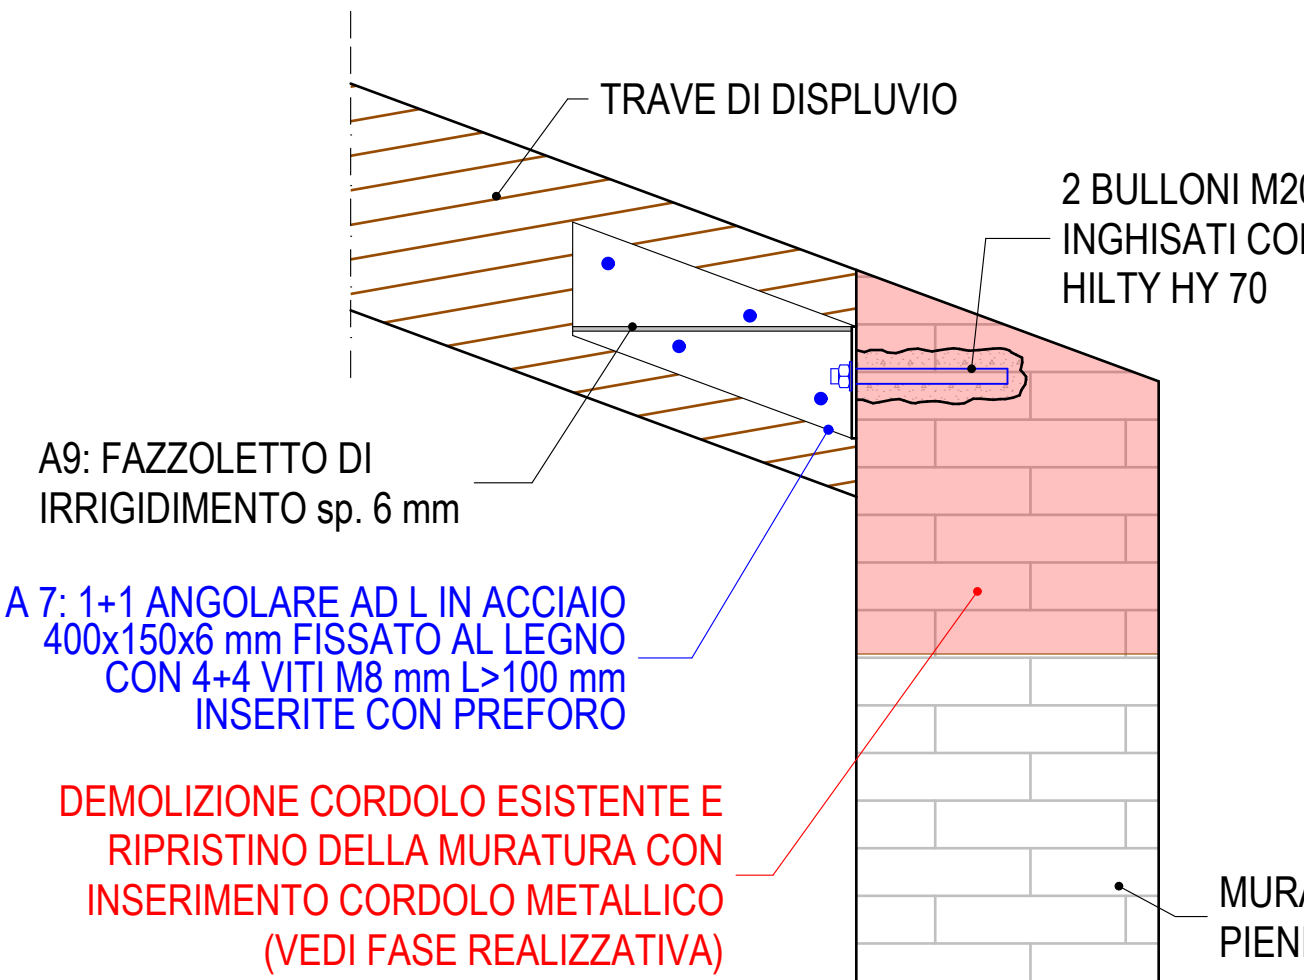 TRAVE DI DISPLUVIO
2 BULLONI M20
INGHISATI CON
HILTY HY 70
A9: FAZZOLETTO DI
IRRIGIDIMENTO sp. 6 mm
A 7: 1+1 ANGOLARE AD L IN ACCIAIO
400x150x6 mm FISSATO AL LEGNO
CON 4+4 VITI M8 mm L>100 mm
INSERITE CON PREFORO
DEMOLIZIONE CORDOLO ESISTENTE E
RIPRISTINO DELLA MURATURA CON
INSERIMENTO CORDOLO METALLICO
(VEDI FASE REALIZZATIVA)